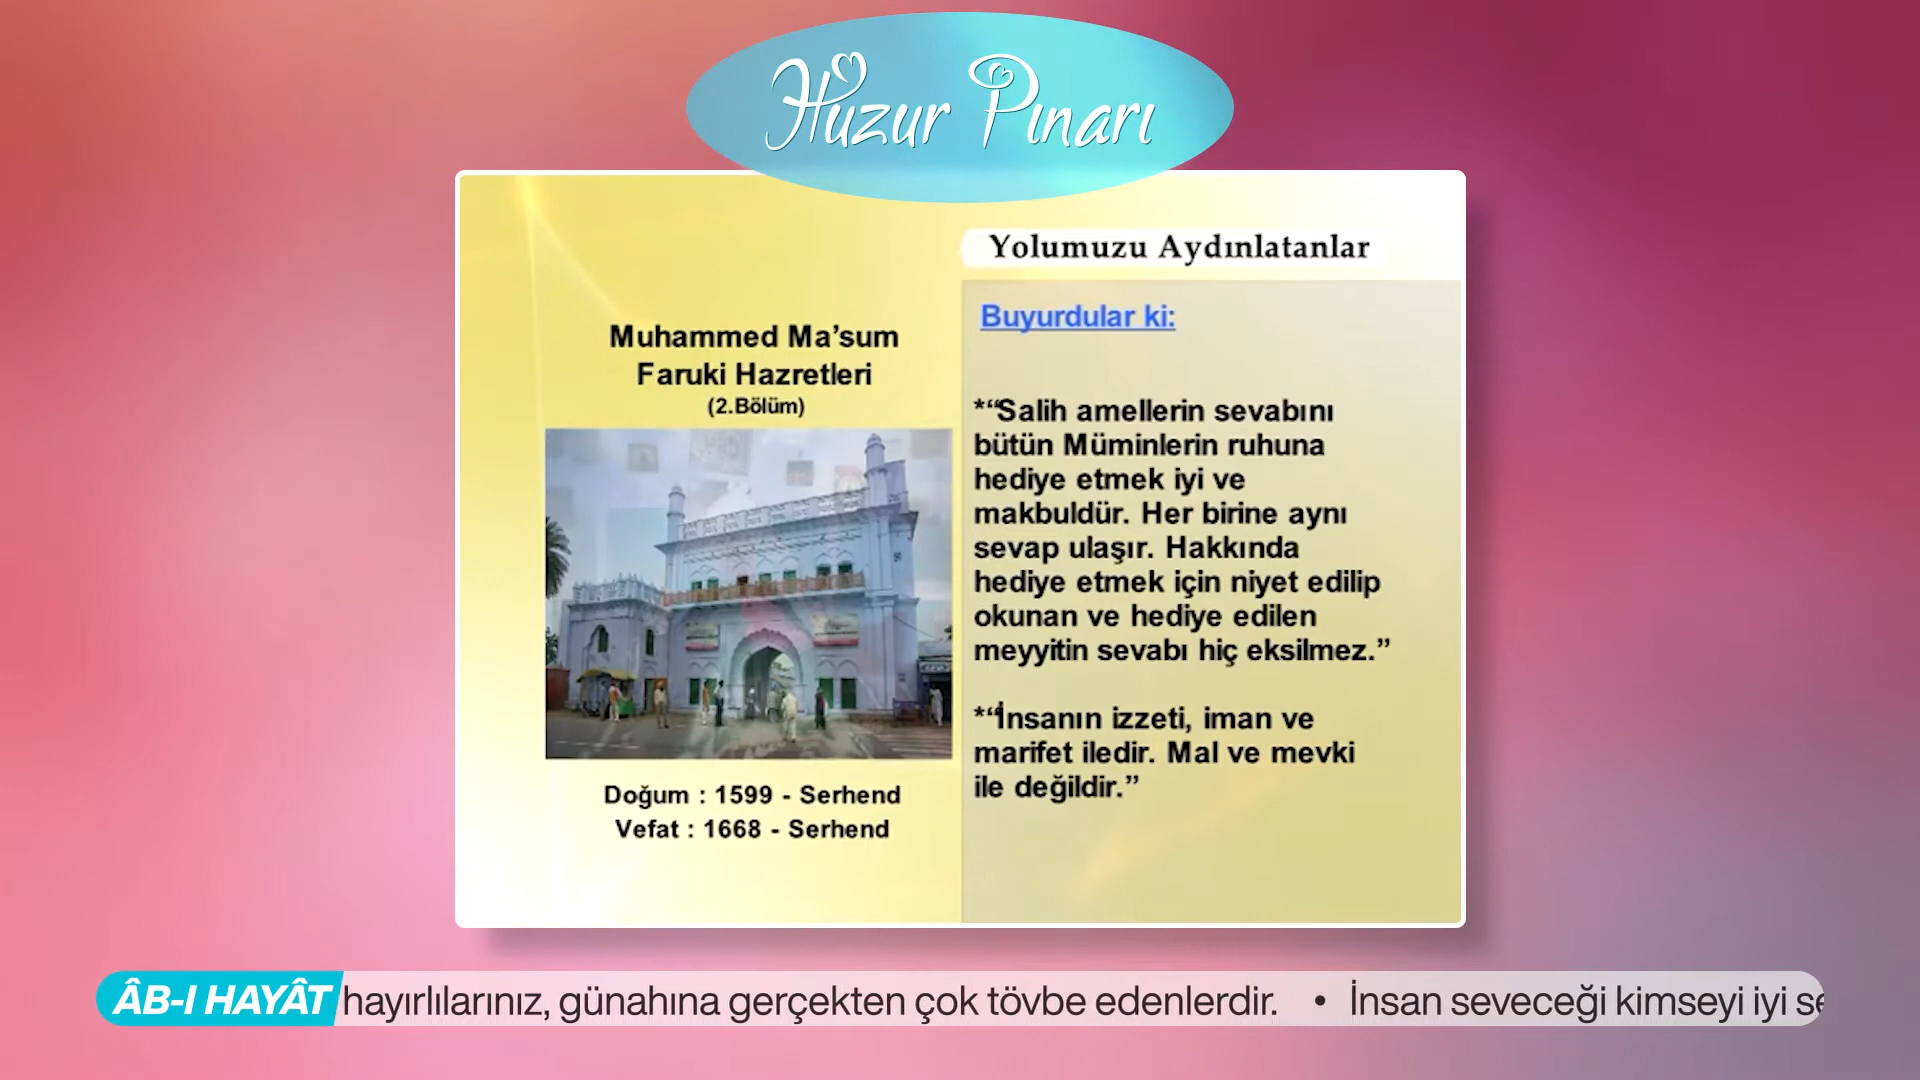 Huzur Pınarı
Yolumuzu Aydınlatanlar
Muhammed Ma’sum
Faruki Hazretleri
(2.Bölüm)
Doğum : 1599 - Serhend
Vefat : 1668 - Serhend
Buyurdular ki:
*“Salih amellerin sevabını
bütün Müminlerin ruhuna
hediye etmek iyi ve
makbuldür. Her birine aynı
sevap ulaşır. Hakkında
hediye etmek için niyet edilip
okunan ve hediye edilen
meyyitin sevabı hiç eksilmez.”
*“İnsanın izzeti, iman ve
marifet iledir. Mal ve mevki
ile değildir.”
ÂB-I HAYÂT hayırlılarınız, günahına gerçekten çok tövbe edenlerdir. • İnsan seveceği kimseyi iyi